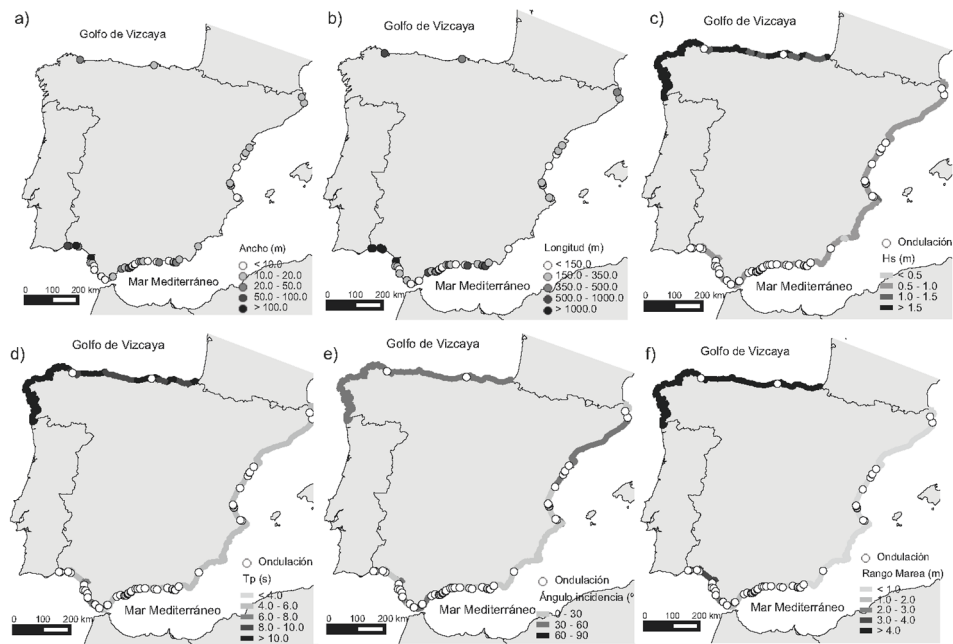 a)
Golfo de Vizcaya
Ancho (m)
< 10.0
10.0 - 20.0
20.0 - 50.0
50.0 - 100.0
> 100.0
Mar Mediterráneo
0 100 200 km
b)
Golfo de Vizcaya
Longitud (m)
< 150.0
150.0 - 350.0
350.0 - 500.0
500.0 - 1000.0
> 1000.0
Mar Mediterráneo
0 100 200 km
c)
Golfo de Vizcaya
Ondulación
Hs (m)
< 0.5
0.5 - 1.0
1.0 - 1.5
> 1.5
Mar Mediterráneo
0 100 200 km
d)
Golfo de Vizcaya
Ondulación
Tp (s)
< 4.0
4.0 - 6.0
6.0 - 8.0
8.0 - 10.0
> 10.0
Mar Mediterráneo
0 100 200 km
e)
Golfo de Vizcaya
Ondulación
Ángulo incidencia (º
0 - 30
30 - 60
60 - 90
Mar Mediterráneo
0 100 200 km
f)
Golfo de Vizcaya
Ondulación
Rango Marea (m)
< 1.0
1.0 - 2.0
2.0 - 3.0
3.0 - 4.0
> 4.0
Mar Mediterráneo
0 100 200 km